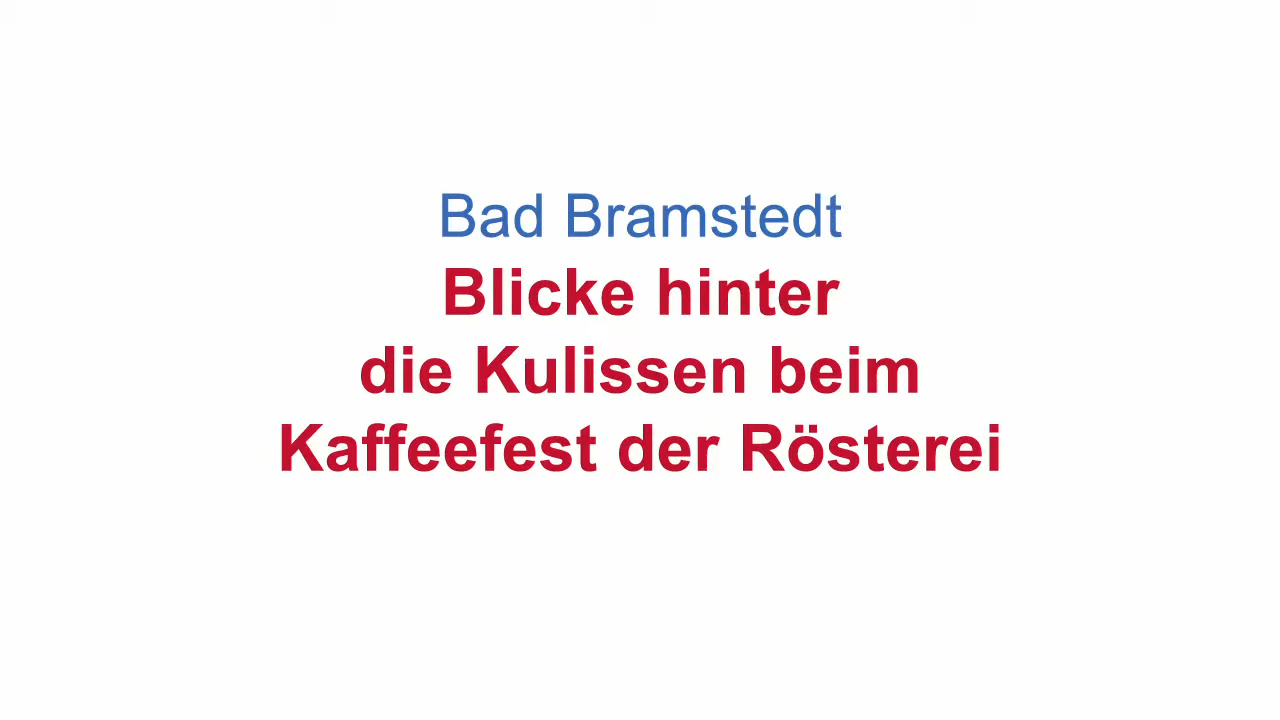 Bad Bramstedt
Blicke hinter
die Kulissen beim
Kaffeefest der Rösterei